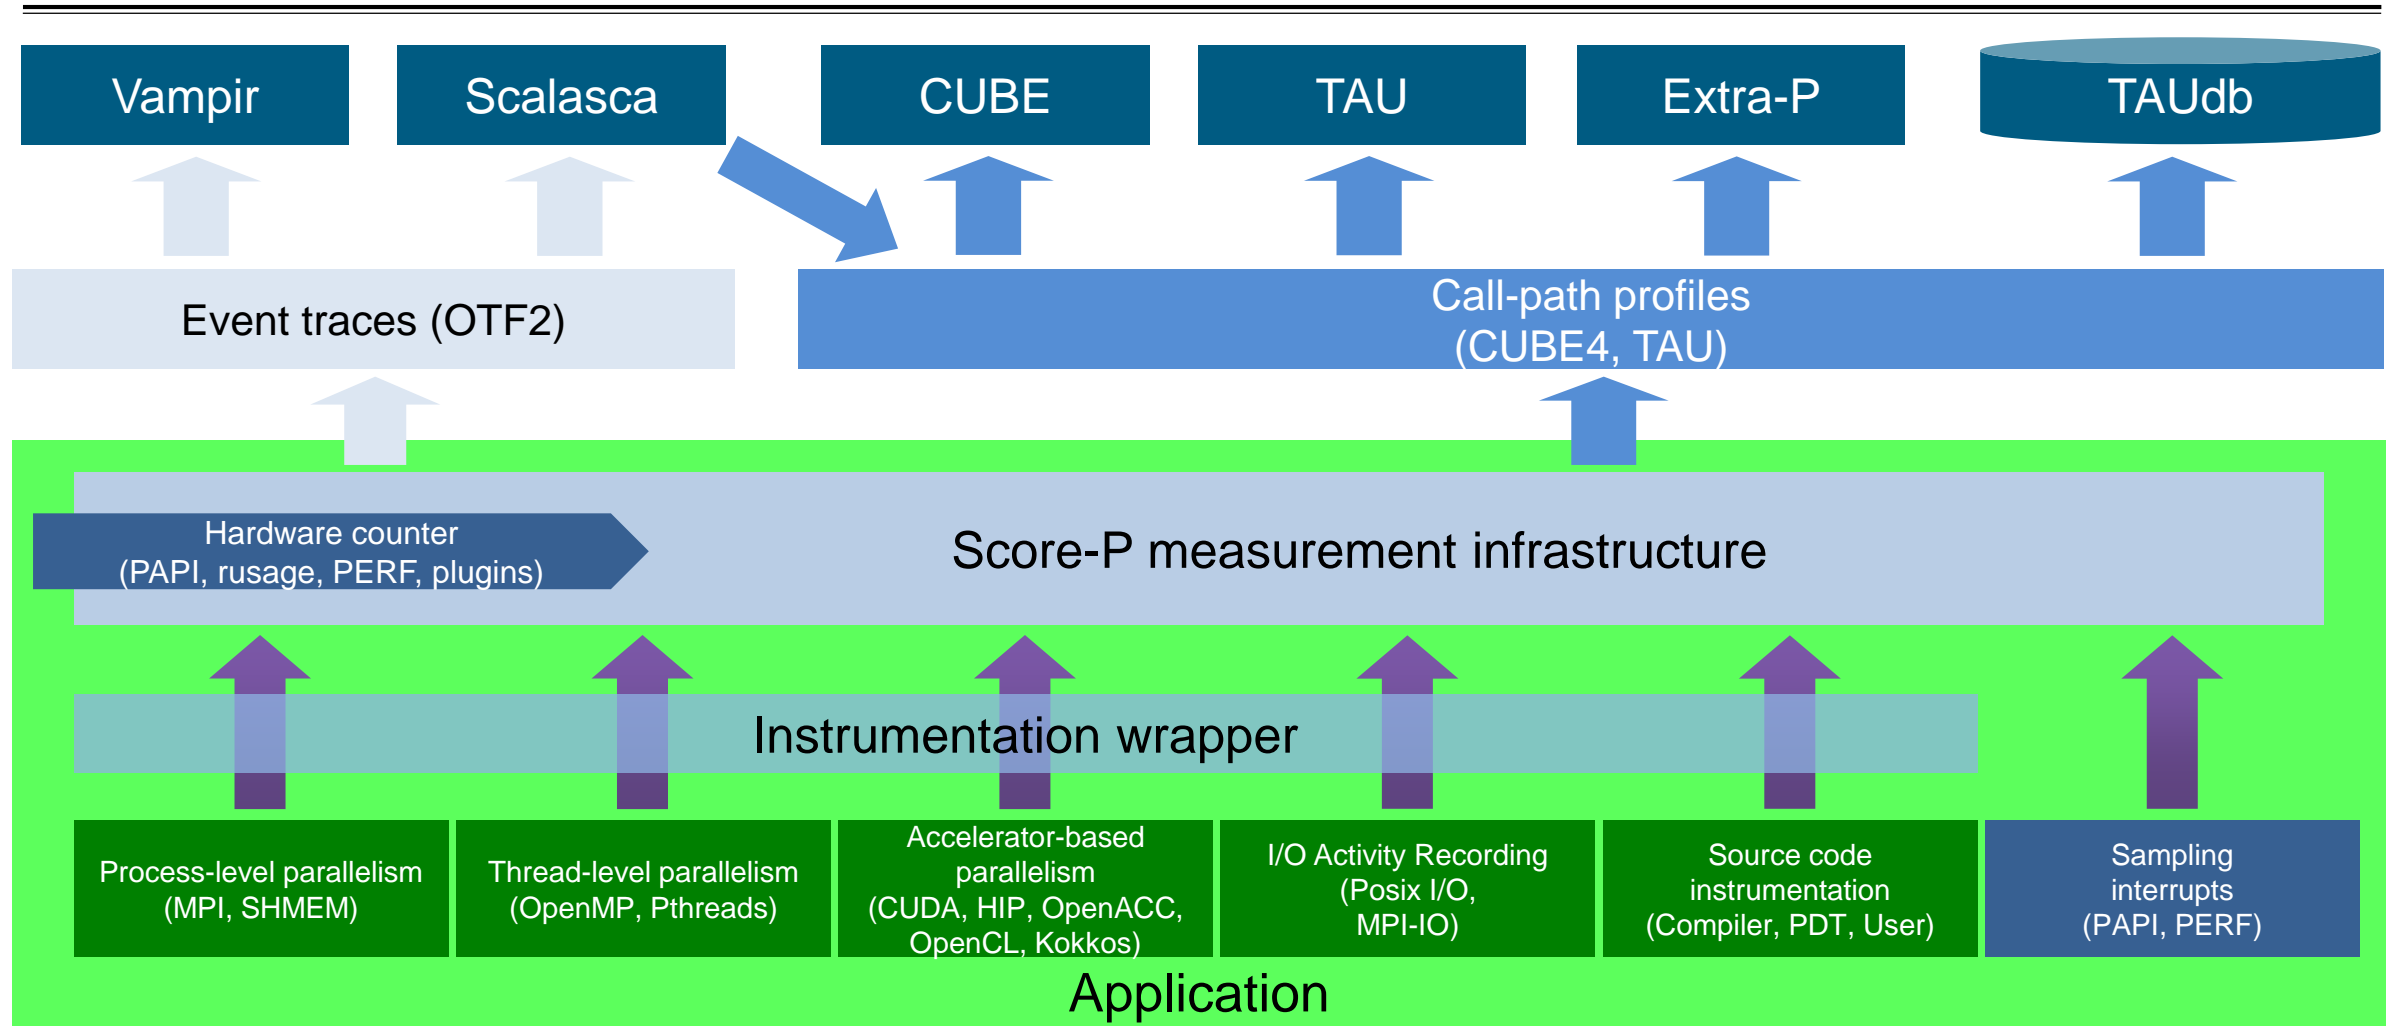 Vampir
Scalasca
CUBE
TAU
Extra-P
TAUdb
Event traces (OTF2)
Call-path profiles
(CUBE4, TAU)
Hardware counter
(PAPI, rusage, PERF, plugins)
Score-P measurement infrastructure
Instrumentation wrapper
Process-level parallelism
(MPI, SHMEM)
Thread-level parallelism
(OpenMP, Pthreads)
Accelerator-based
parallelism
(CUDA, HIP, OpenACC,
OpenCL, Kokkos)
I/O Activity Recording
(Posix I/O,
MPI-IO)
Source code
instrumentation
(Compiler, PDT, User)
Sampling
interrupts
(PAPI, PERF)
Application